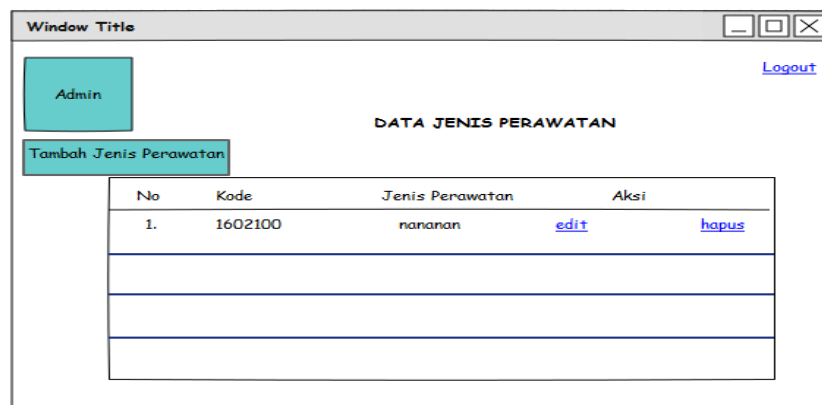 Window Title
Logout
Admin
DATA JENIS PERAWATAN
Tambah Jenis Perawatan
No Kode Jenis Perawatan Aksi
1. 1602100 nananan edit hapus